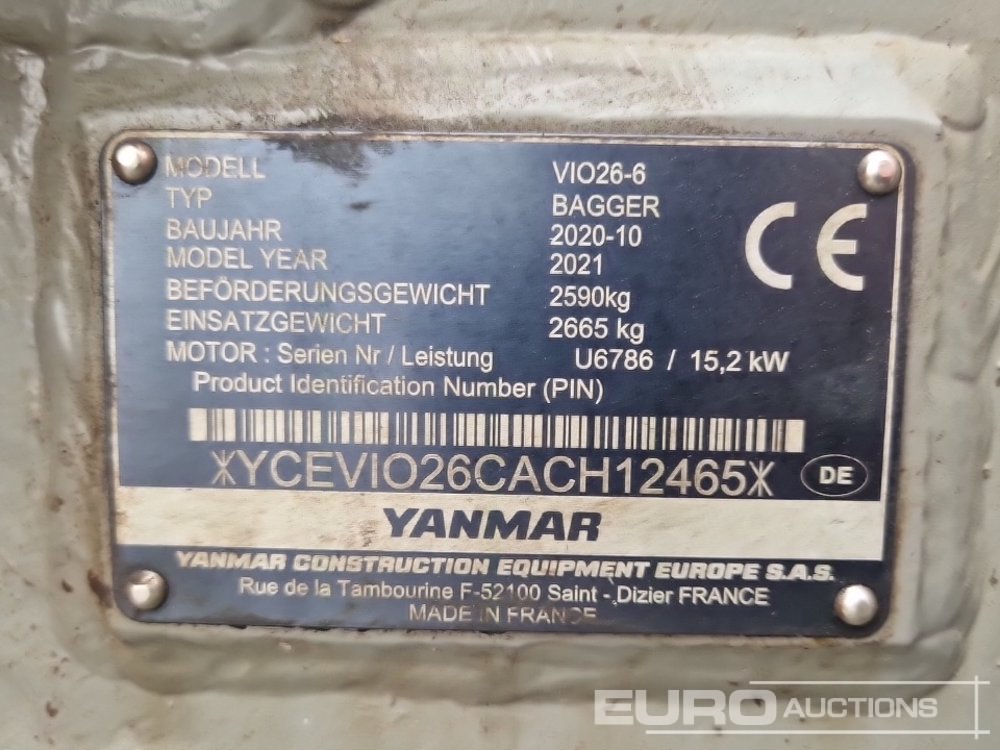 MODELL VIO26-6
TYP BAGGER
BAUJAHR 2020-10
MODEL YEAR 2021
BEFÖRDERUNGSGEWICHT 2590kg
EINSATZGEWICHT 2665 kg
MOTOR : Serien Nr / Leistung U6786 / 15,2 kW
Product Identification Number (PIN)
CE
ӾYCEVIO26CACH12465Ӿ DE
YANMAR
YANMAR CONSTRUCTION EQUIPMENT EUROPE S.A.S.
Rue de la Tambourine F-52100 Saint - Dizier FRANCE
MADE IN FRANCE
EURO AUCTIONS